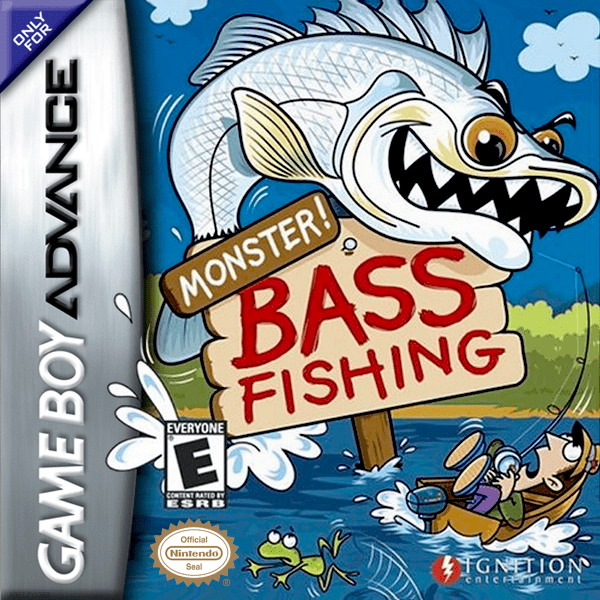 ONLY
FOR
GAME BOY ADVANCE
MONSTER!
BASS
FISHING
EVERYONE
E
CONTENT RATED BY
ESRB
Official
Nintendo
Seal
®
IGNITION
entertainment